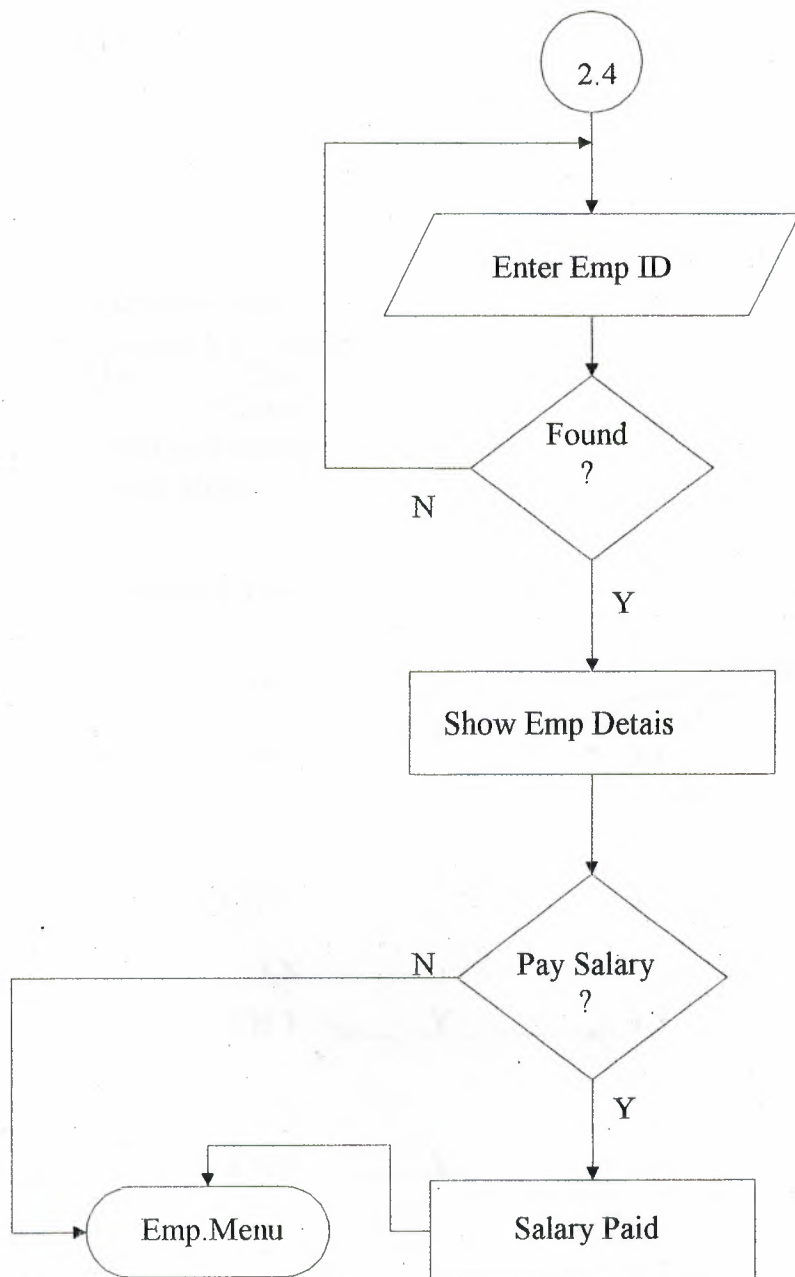 2.4
Enter Emp ID
Found
?
N
Y
Show Emp Detais
N
Pay Salary
?
Y
Emp.Menu
Salary Paid